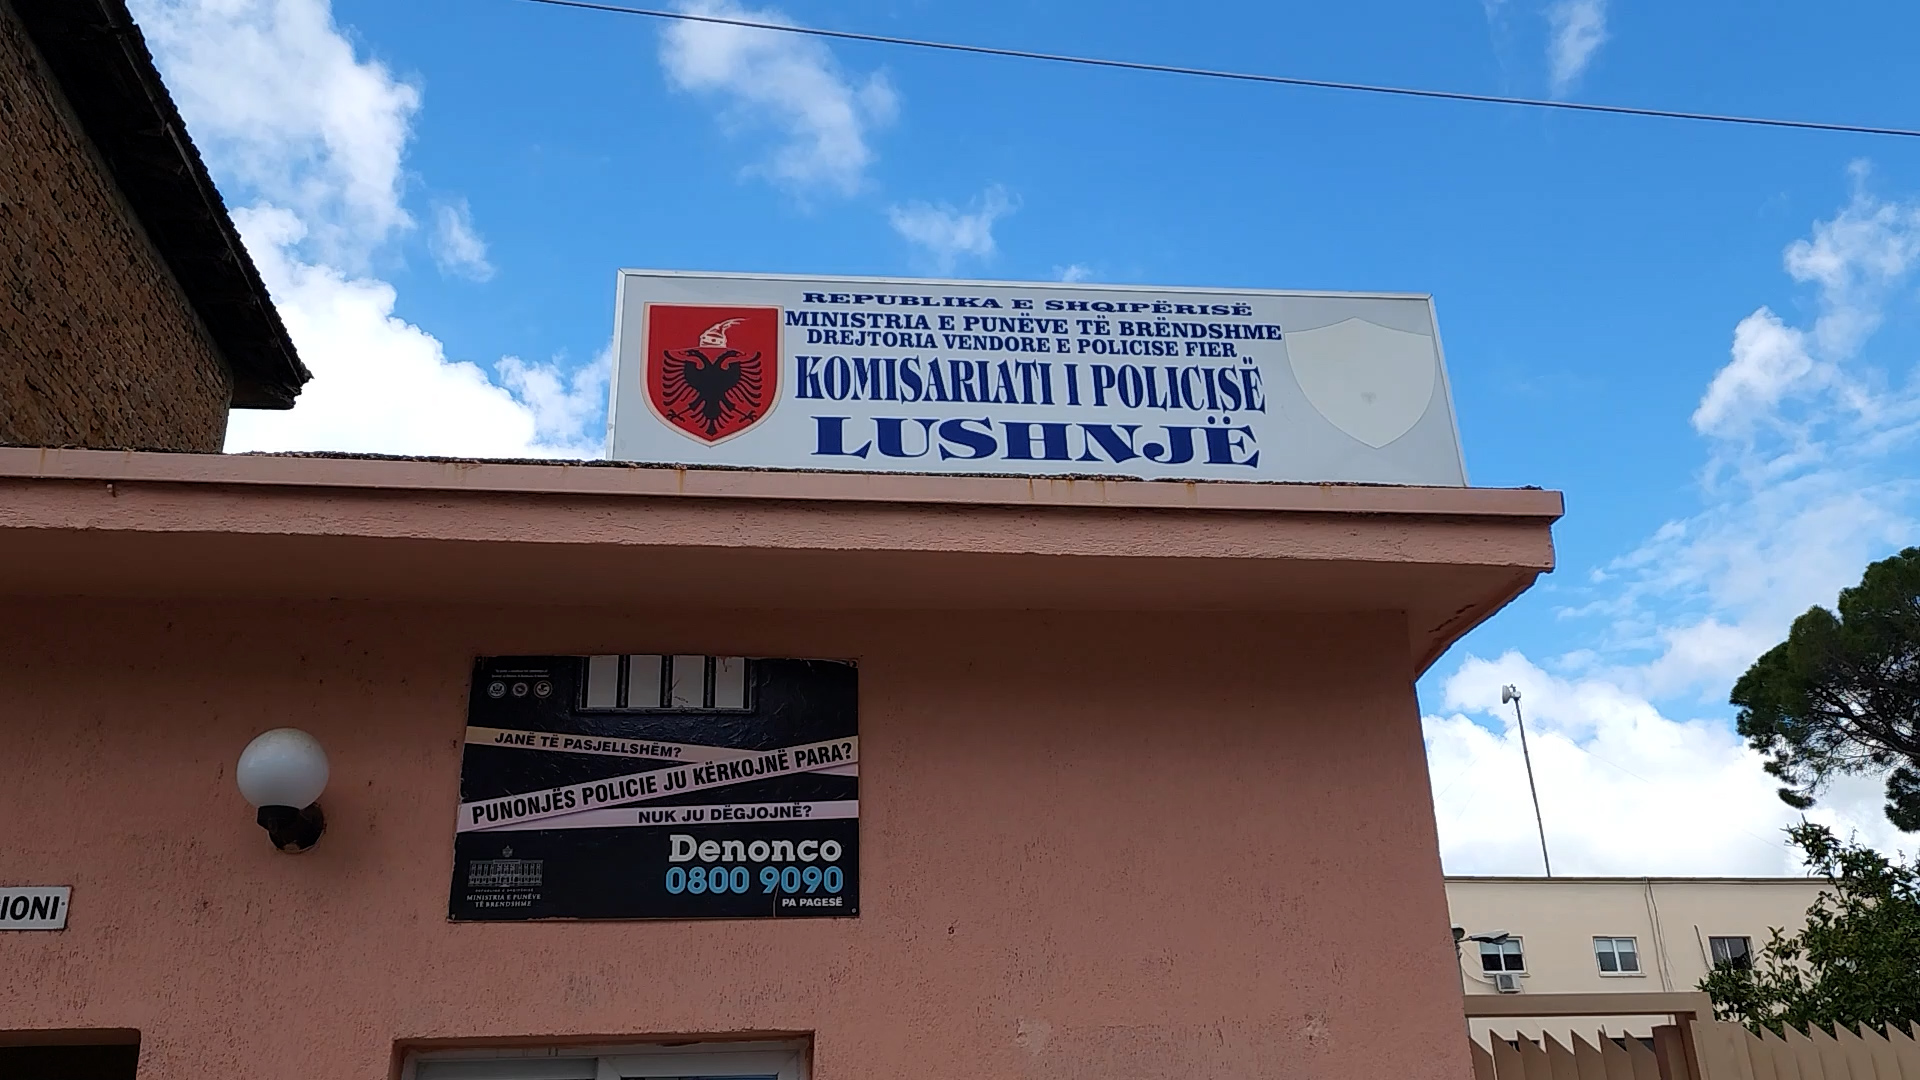 REPUBLIKA E SHQIPËRISË
MINISTRIA E PUNËVE TË BRËNDSHME
DREJTORIA VENDORE E POLICISE FIER
KOMISARIATI I POLICISË
LUSHNJË
JANË TË PASJELLSHËM?
PUNONJËS POLICIE JU KËRKOJNË PARA?
NUK JU DËGJOJNË?
Denonco
0800 9090
PA PAGESË
MINISTRIA E PUNËVE
TË BRENDSHME
IONI